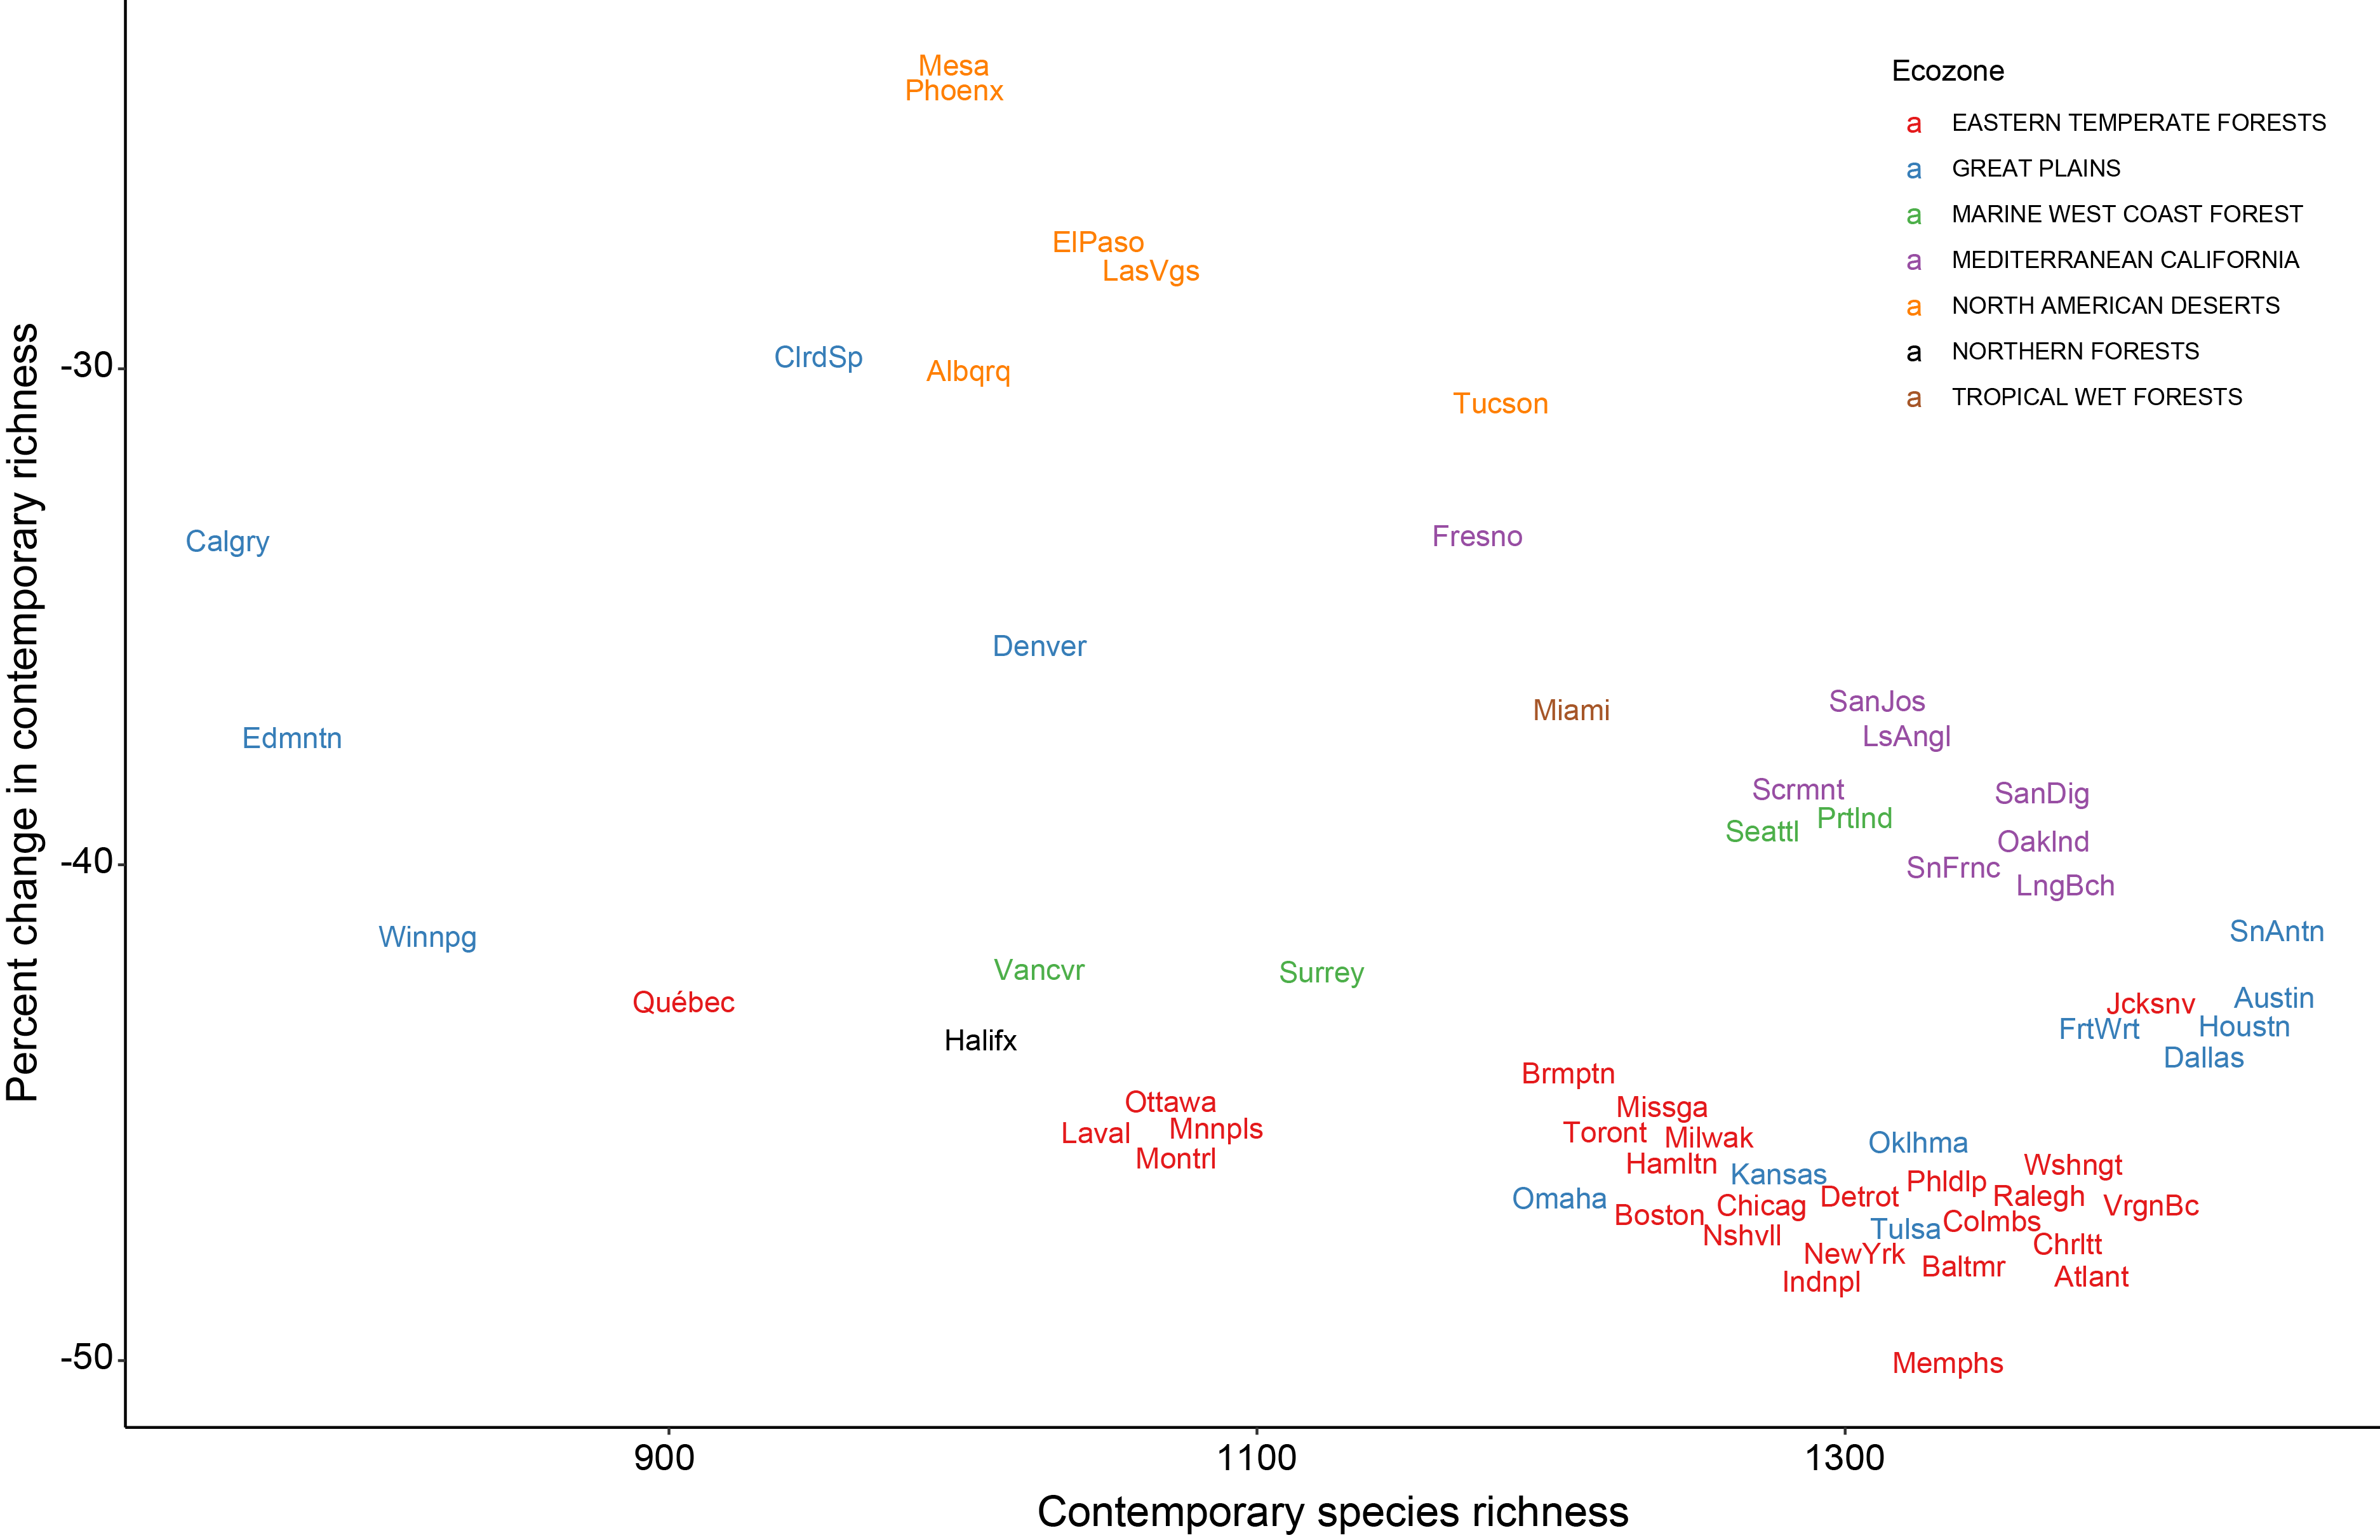 Mesa
Phoenx
Ecozone
a EASTERN TEMPERATE FORESTS
a GREAT PLAINS
a MARINE WEST COAST FOREST
a MEDITERRANEAN CALIFORNIA
a NORTH AMERICAN DESERTS
a NORTHERN FORESTS
a TROPICAL WET FORESTS
ElPaso
LasVgs
ClrdSp
Albqrq
Tucson
Calgry
Fresno
Denver
Miami
SanJos
Edmntn
LsAngl
Scrmnt
SanDig
Prtlnd
Seattl
Oaklnd
SnFrnc
LngBch
Winnpg
SnAntn
Vancvr
Surrey
Québec
Jcksnv
Austin
FrtWrt
Houstn
Halifx
Dallas
Brmptn
Ottawa
Missga
Laval
Mnnpls
Toront
Milwak
Oklhma
Montrl
Hamltn
Wshngt
Kansas
Phldlp
Omaha
Detrot
Ralegh
Boston
Chicag
VrgnBc
Colmbs
Nshvll
Tulsa
Chrltt
NewYrk
Baltmr
Indnpl
Atlant
Memphs
-30
-40
-50
Percent change in contemporary richness
900 1100 1300
Contemporary species richness